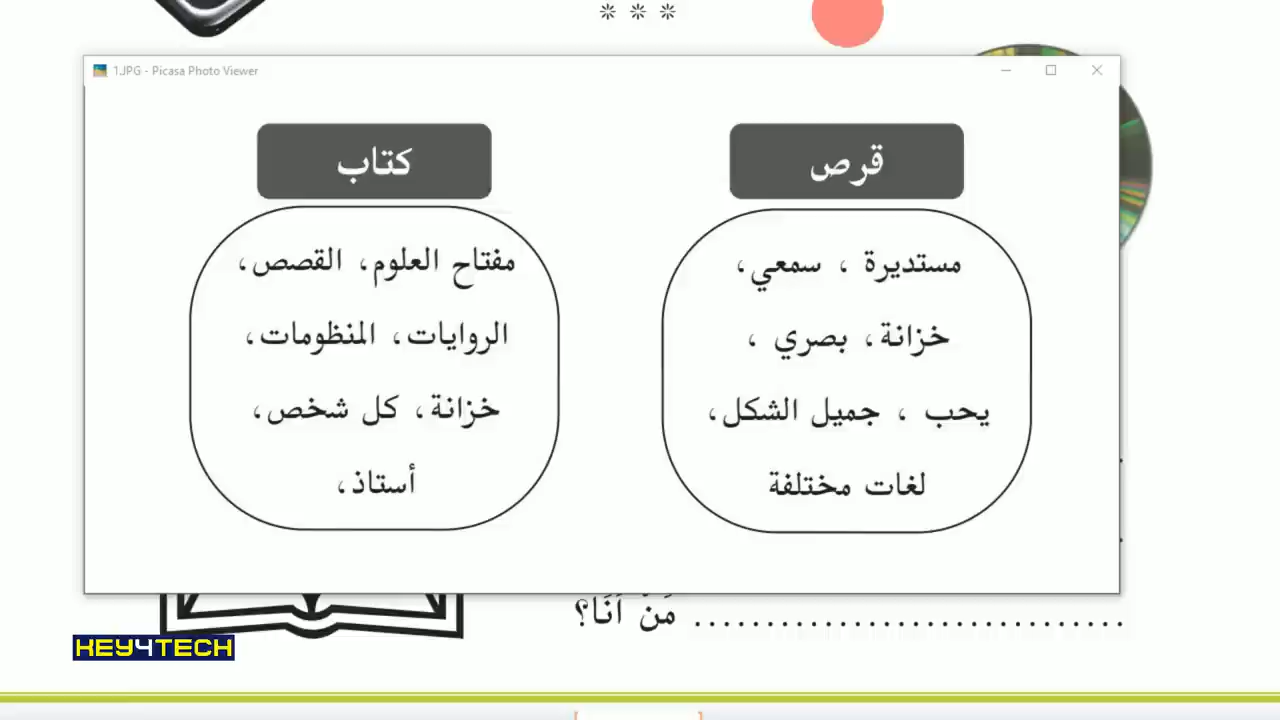 * * *
1.JPG - Picasa Photo Viewer
قرص
مستديرة ، سمعي،
خزانة، بصري ،
يحب ، جميل الشكل،
لغات مختلفة
كتاب
مفتاح العلوم، القصص،
الروايات، المنظومات،
خزانة، كل شخص،
أستاذ،
............................. مَنْ أَنَا؟
KEY4TECH